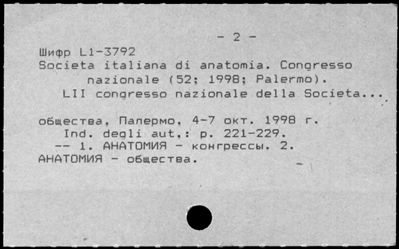 - 2 -
Шифр L1-3792
Societa italiana di anatomia. Congresso
nazionale (52; 1998; Palermo).
LII congresso nazionale della Societa...
общества, Палермо, 4-7 окт. 1998 г.
Ind. degli aut.: p. 221-229.
-- 1. АНАТОМИЯ - конгрессы. 2.
АНАТОМИЯ - общества.